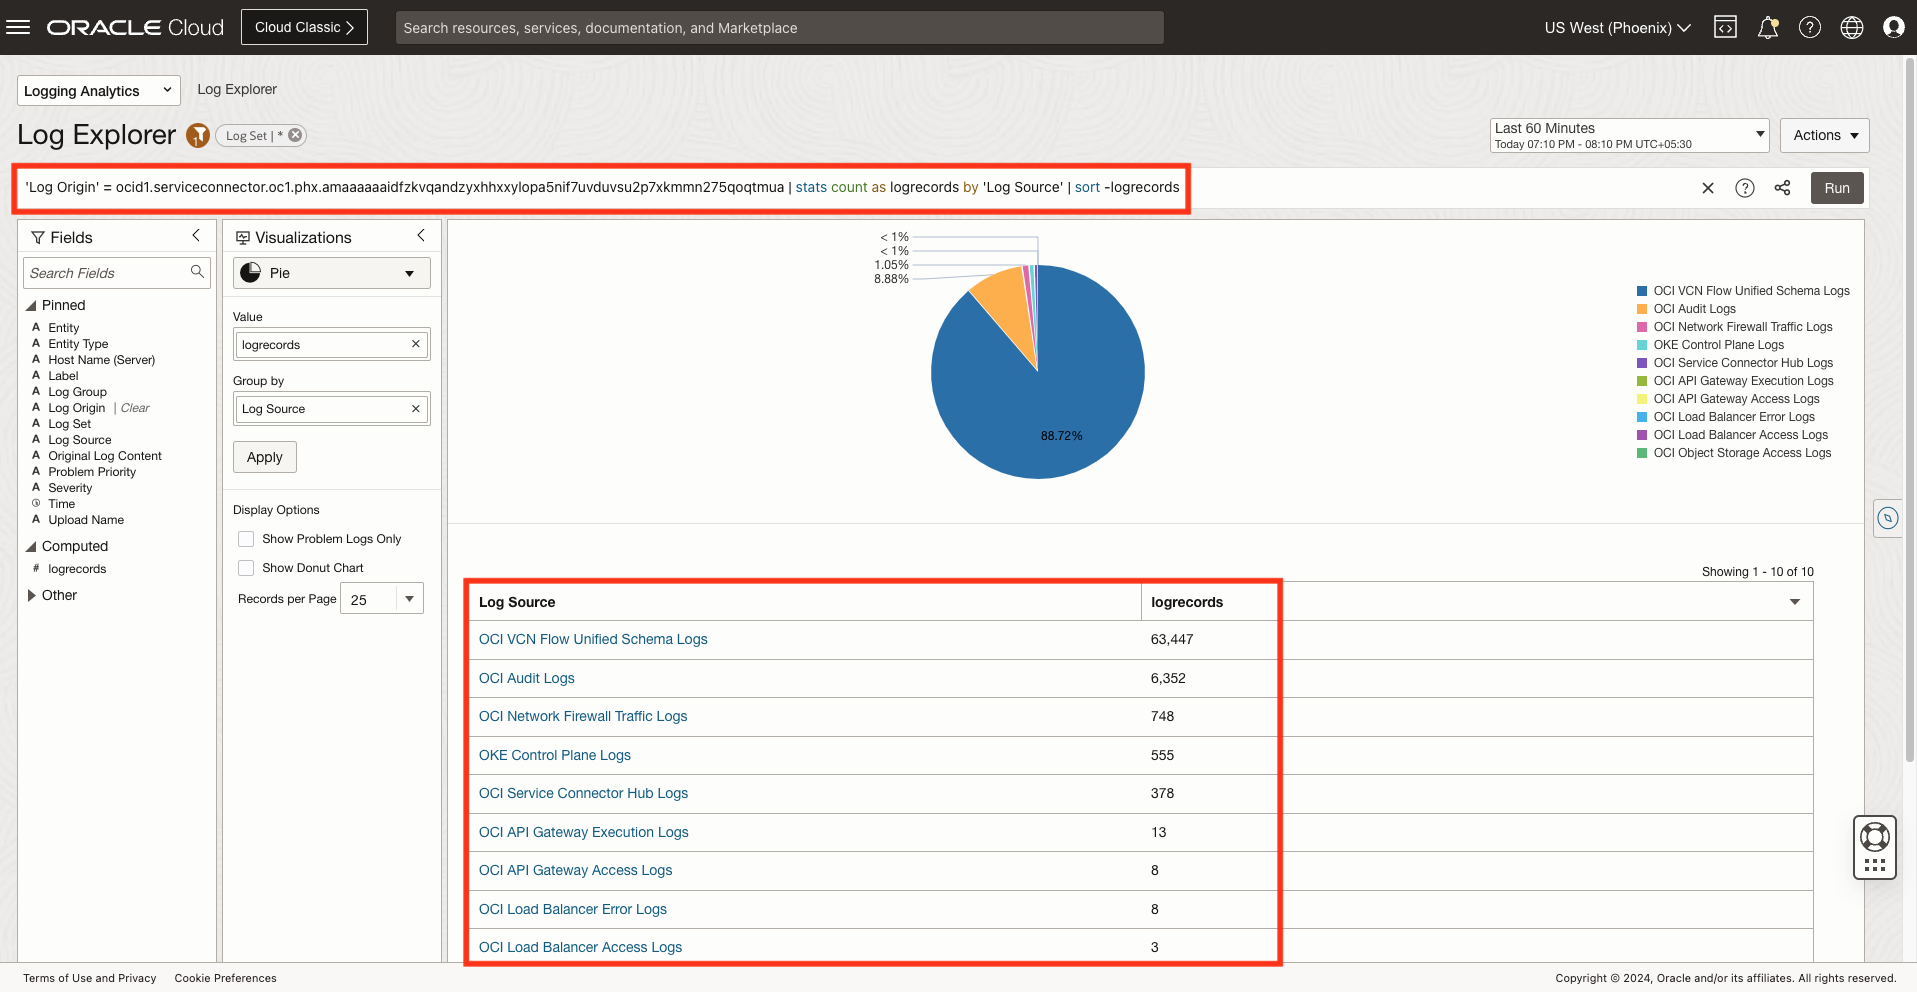 ORACLE Cloud
Cloud Classic
Search resources, services, documentation, and Marketplace
US West (Phoenix)
Logging Analytics
Log Explorer
Log Explorer
1
Log Set | *
Last 60 Minutes
Today 07:10 PM - 08:10 PM UTC+05:30
Actions
'Log Origin' = ocid1.serviceconnector.oc1.phx.amaaaaaaidfzkvqandzyxhhxxylopa5nif7uvduvsu2p7xkmmn275qoqtmua | stats count as logrecords by 'Log Source' | sort -logrecords
Run
Fields
Search Fields
Pinned
A Entity
A Entity Type
A Host Name (Server)
A Label
A Log Group
A Log Origin | Clear
A Log Set
A Log Source
A Original Log Content
A Problem Priority
A Severity
Time
A Upload Name
Computed
# logrecords
Other
Visualizations
Pie
Value
logrecords
Group by
Log Source
Apply
Display Options
Show Problem Logs Only
Show Donut Chart
Records per Page 25
< 1%
< 1%
1.05%
8.88%
88.72%
OCI VCN Flow Unified Schema Logs
OCI Audit Logs
OCI Network Firewall Traffic Logs
OKE Control Plane Logs
OCI Service Connector Hub Logs
OCI API Gateway Execution Logs
OCI API Gateway Access Logs
OCI Load Balancer Error Logs
OCI Load Balancer Access Logs
OCI Object Storage Access Logs
Showing 1 - 10 of 10
Log Source logrecords
OCI VCN Flow Unified Schema Logs 63,447
OCI Audit Logs 6,352
OCI Network Firewall Traffic Logs 748
OKE Control Plane Logs 555
OCI Service Connector Hub Logs 378
OCI API Gateway Execution Logs 13
OCI API Gateway Access Logs 8
OCI Load Balancer Error Logs 8
OCI Load Balancer Access Logs 3
Terms of Use and Privacy Cookie Preferences
Copyright © 2024, Oracle and/or its affiliates. All rights reserved.